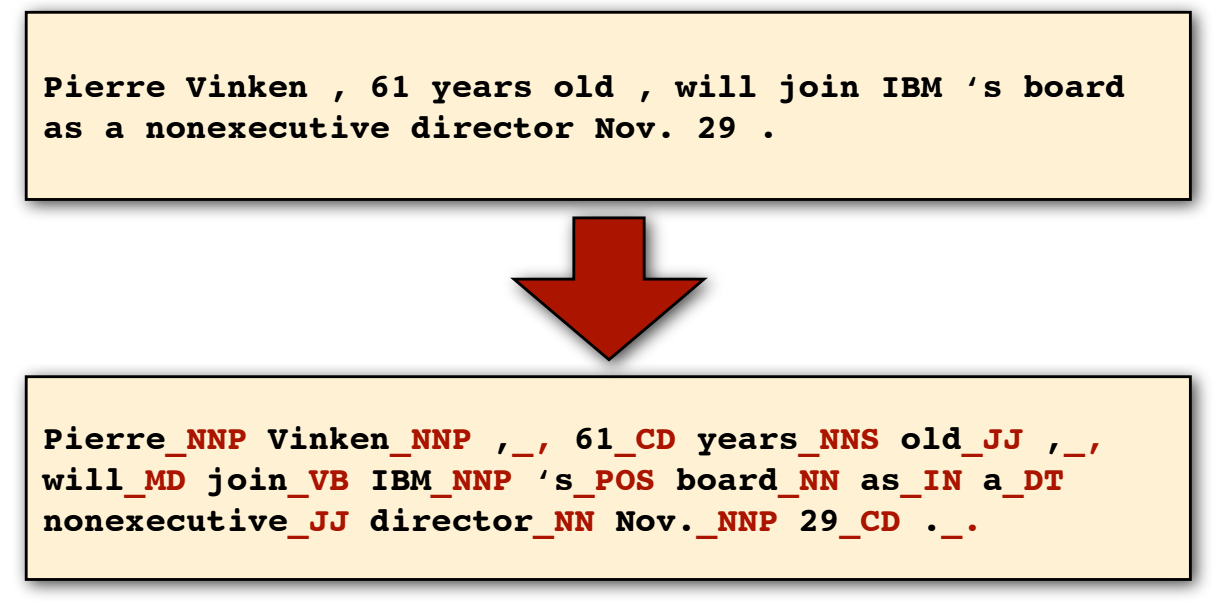 Pierre Vinken , 61 years old , will join IBM ‘s board
as a nonexecutive director Nov. 29 .
Pierre_NNP Vinken_NNP ,_, 61_CD years_NNS old_JJ ,_,
will_MD join_VB IBM_NNP ‘s_POS board_NN as_IN a_DT
nonexecutive_JJ director_NN Nov._NNP 29_CD ._.